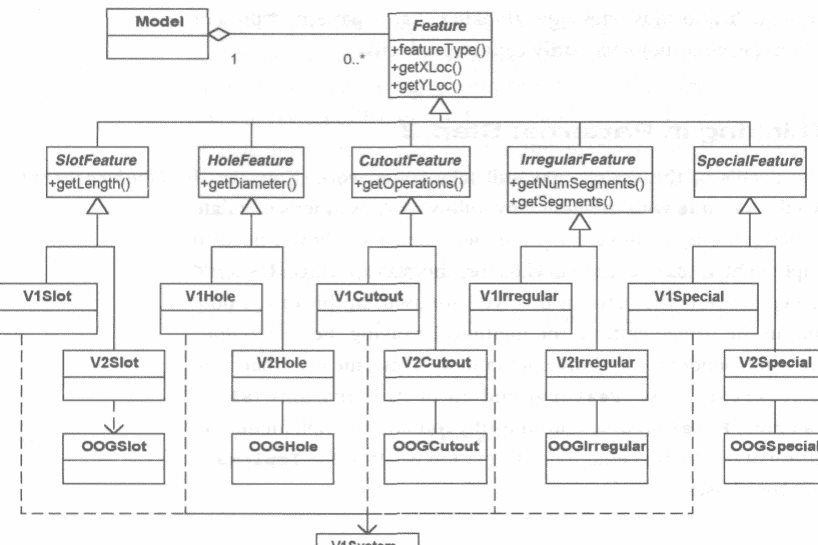 Model
Feature
+featureType()
+getXLoc()
+getYLoc()
1
0..*
SlotFeature
+getLength()
HoleFeature
+getDiameter()
CutoutFeature
+getOperations()
IrregularFeature
+getNumSegments()
+getSegments()
SpecialFeature
V1Slot
V1Hole
V1Cutout
V1Irregular
V1Special
V2Slot
V2Hole
V2Cutout
V2Irregular
V2Special
OOGSlot
OOGHole
OOGCutout
OOGIrregular
OOGSpecial
V1System